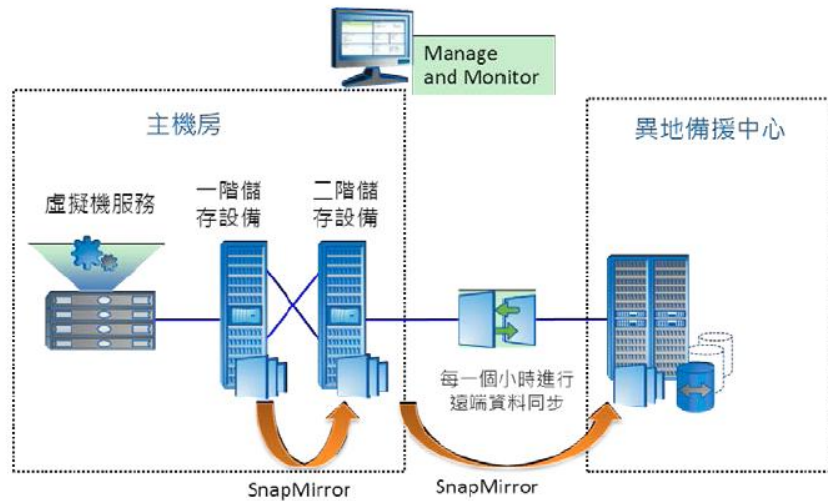 Manage
and Monitor
主機房
異地備援中心
虛擬機服務
一階儲
存設備
二階儲
存設備
每一個小時進行
遠端資料同步
SnapMirror
SnapMirror